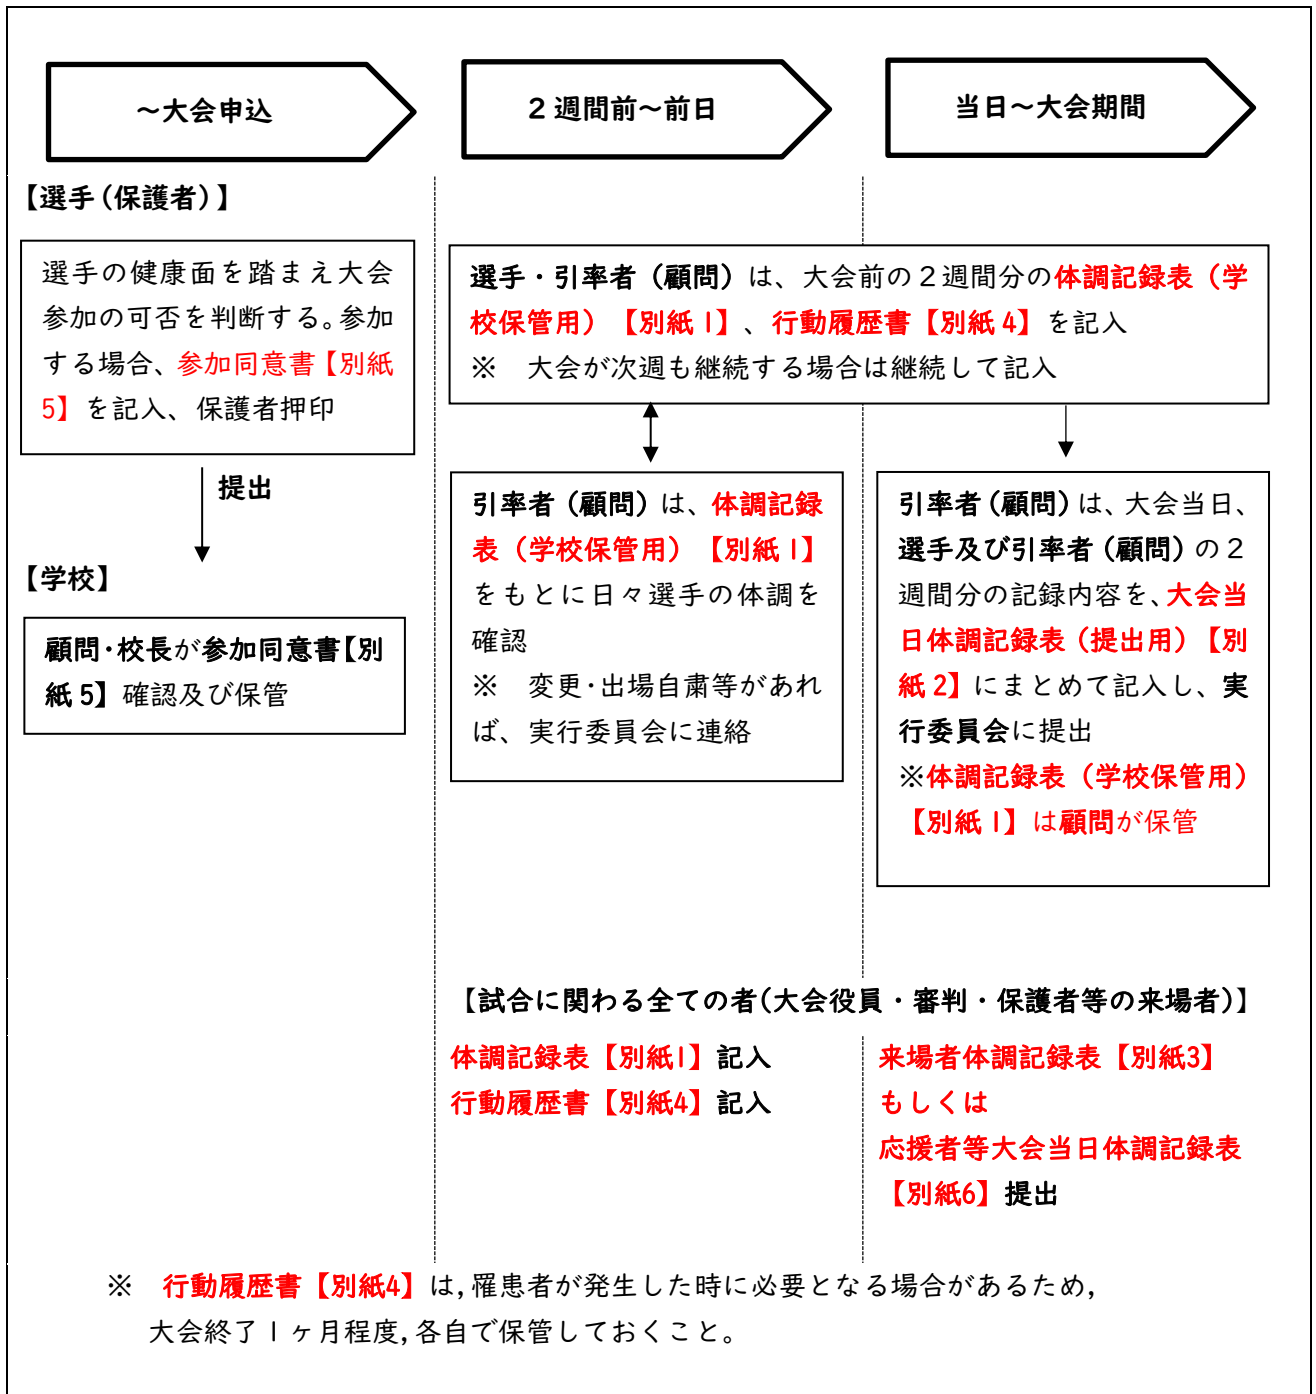 ～大会申込
２週間前～前日
当日～大会期間
【選手（保護者）】
選手の健康面を踏まえ大会
参加の可否を判断する。参加
する場合、参加同意書【別紙
5】を記入、保護者押印
提出
【学校】
顧問・校長が参加同意書【別
紙5】確認及び保管
選手・引率者（顧問）は、大会前の２週間分の体調記録表（学
校保管用）【別紙1】、行動履歴書【別紙4】を記入
※　大会が次週も継続する場合は継続して記入
引率者（顧問）は、体調記録
表（学校保管用）【別紙1】
をもとに日々選手の体調を
確認
※　変更・出場自粛等があれ
ば、実行委員会に連絡
引率者（顧問）は、大会当日、
選手及び引率者（顧問）の２
週間分の記録内容を、大会当
日体調記録表（提出用）【別
紙2】にまとめて記入し、実
行委員会に提出
※体調記録表（学校保管用）
【別紙1】は顧問が保管
【試合に関わる全ての者（大会役員・審判・保護者等の来場者）】
体調記録表【別紙1】記入
行動履歴書【別紙4】記入
来場者体調記録表【別紙3】
もしくは
応援者等大会当日体調記録表
【別紙6】提出
※　行動履歴書【別紙4】は,罹患者が発生した時に必要となる場合があるため,
大会終了1ヶ月程度,各自で保管しておくこと。